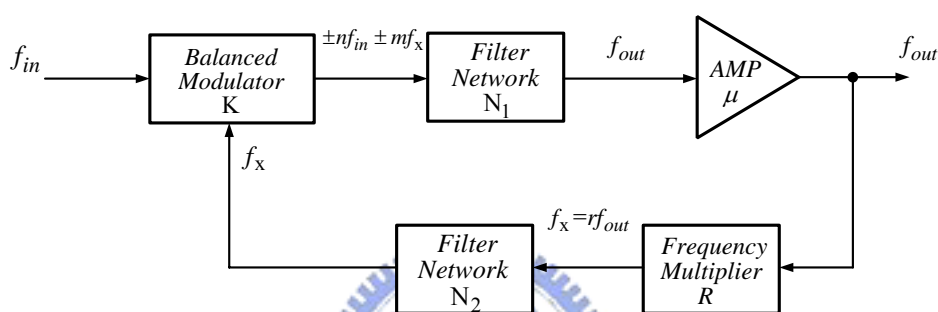 f_in
Balanced
Modulator
K
±nf_in ± mf_x
Filter
Network
N_1
f_out
AMP
μ
f_out
f_x
Filter
Network
N_2
f_x=rf_out
Frequency
Multiplier
R